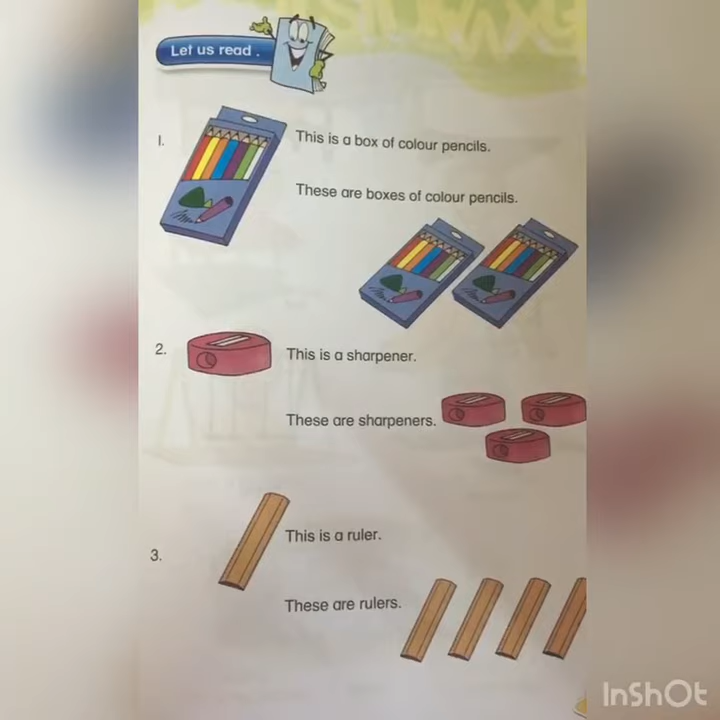 Let us read .
1.
This is a box of colour pencils.
These are boxes of colour pencils.
2.
This is a sharpener.
These are sharpeners.
3.
This is a ruler.
These are rulers.
InShOt